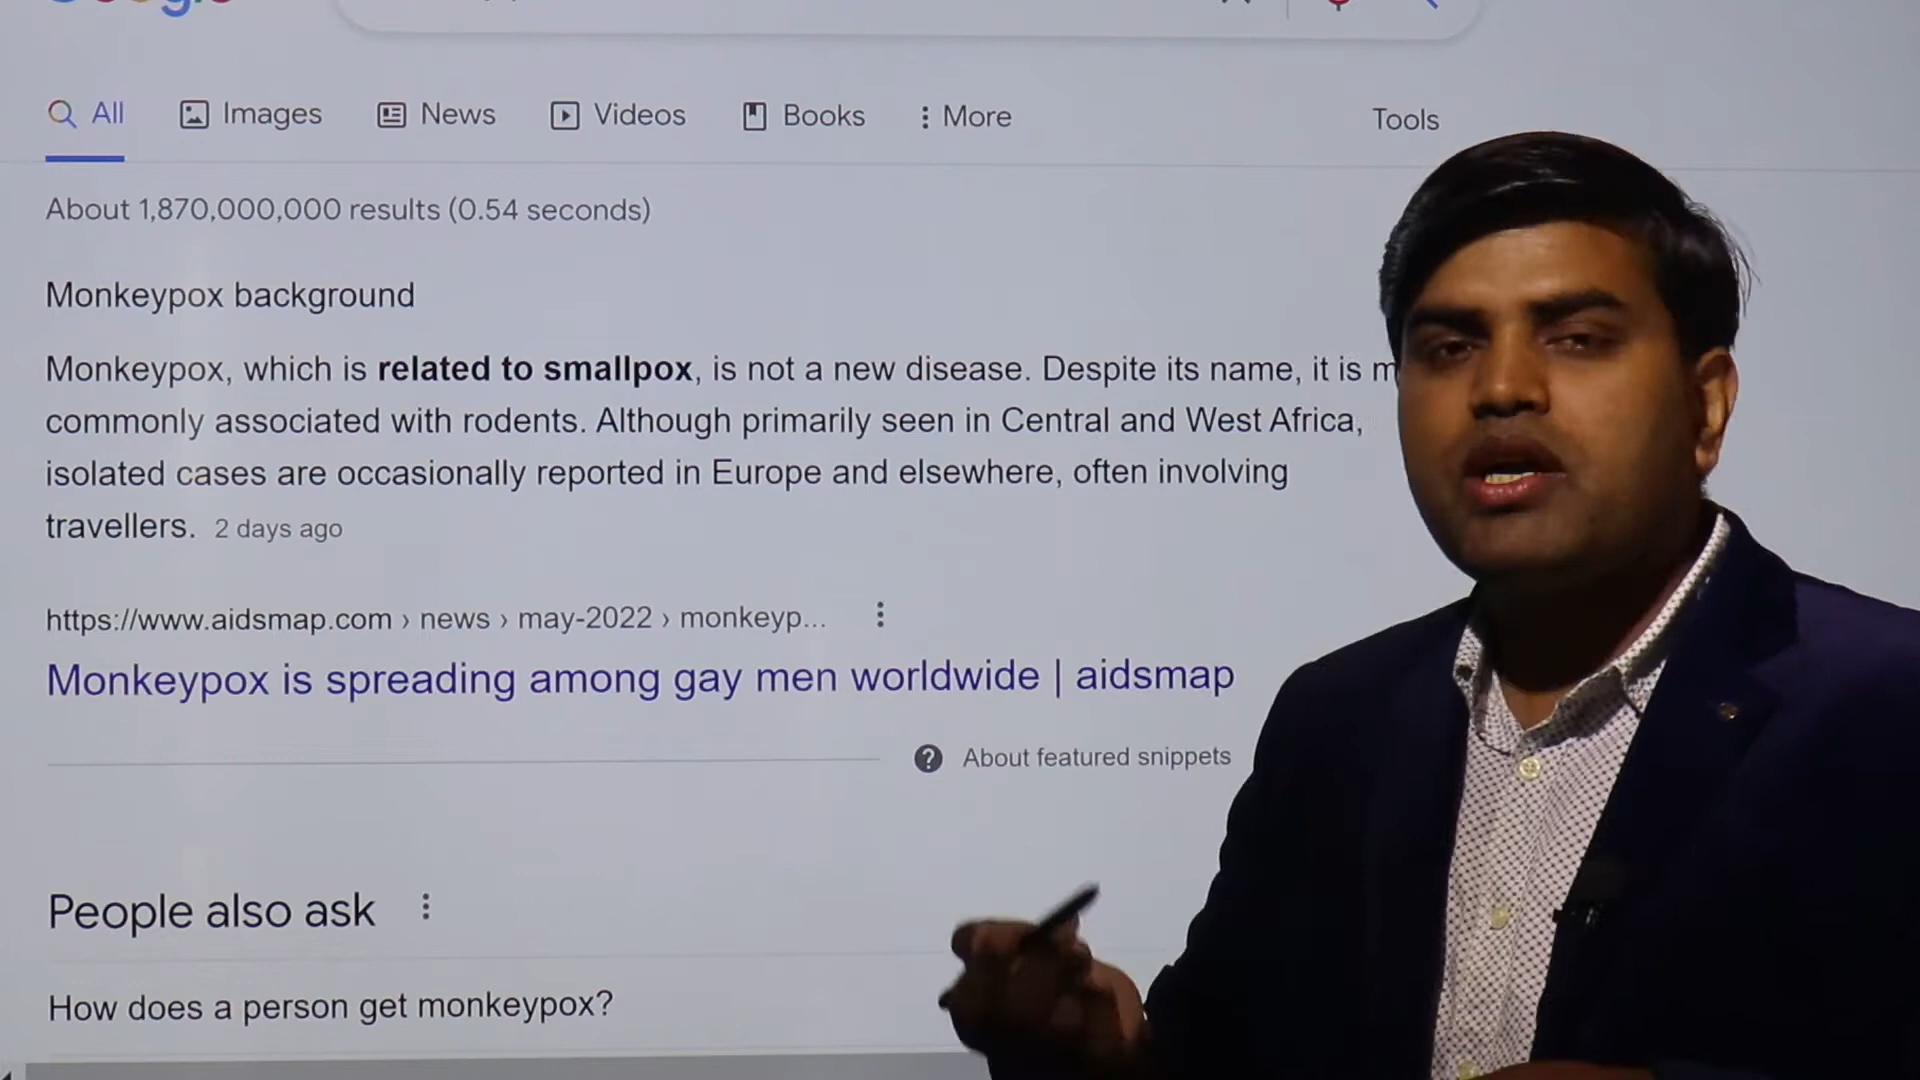 All Images News Videos Books More Tools
About 1,870,000,000 results (0.54 seconds)
Monkeypox background
Monkeypox, which is related to smallpox, is not a new disease. Despite its name, it is
commonly associated with rodents. Although primarily seen in Central and West Africa,
isolated cases are occasionally reported in Europe and elsewhere, often involving
travellers. 2 days ago
https://www.aidsmap.com › news › may-2022 › monkeyp...
Monkeypox is spreading among gay men worldwide | aidsmap
? About featured snippets
People also ask
How does a person get monkeypox?